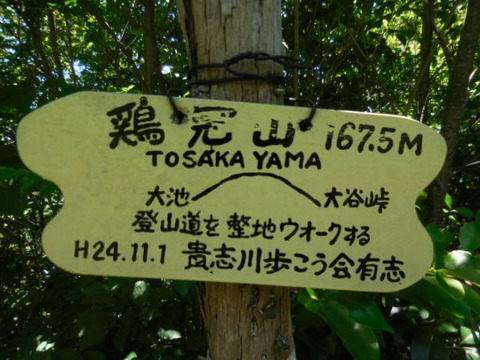 鶏冠山 167.5M
TOSAKA YAMA
大池 大谷峠
登山道を整地ウオークする
H24.11.1 貴志川歩こう会有志